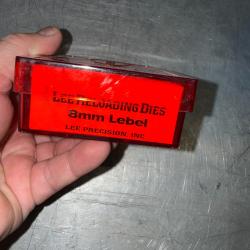 Lee Reloading Dies
8mm Lebel
Lee Precision, Inc